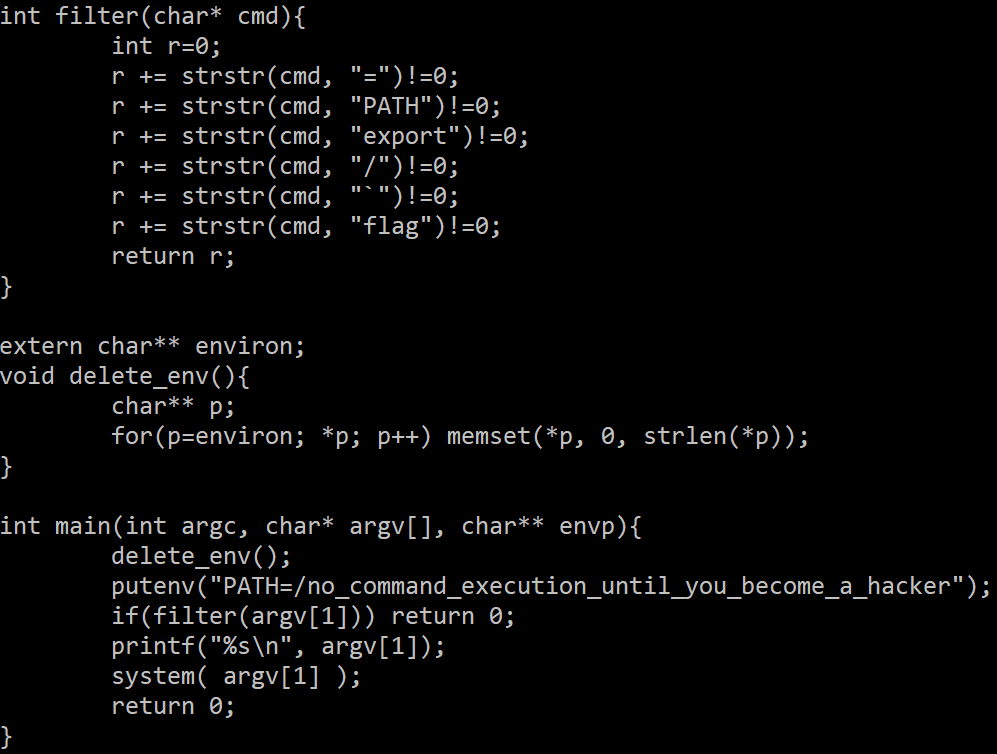 int filter(char* cmd){
        int r=0;
        r += strstr(cmd, "=")!=0;
        r += strstr(cmd, "PATH")!=0;
        r += strstr(cmd, "export")!=0;
        r += strstr(cmd, "/")!=0;
        r += strstr(cmd, "`")!=0;
        r += strstr(cmd, "flag")!=0;
        return r;
}

extern char** environ;
void delete_env(){
        char** p;
        for(p=environ; *p; p++) memset(*p, 0, strlen(*p));
}

int main(int argc, char* argv[], char** envp){
        delete_env();
        putenv("PATH=/no_command_execution_until_you_become_a_hacker");
        if(filter(argv[1])) return 0;
        printf("%s\n", argv[1]);
        system( argv[1] );
        return 0;
}